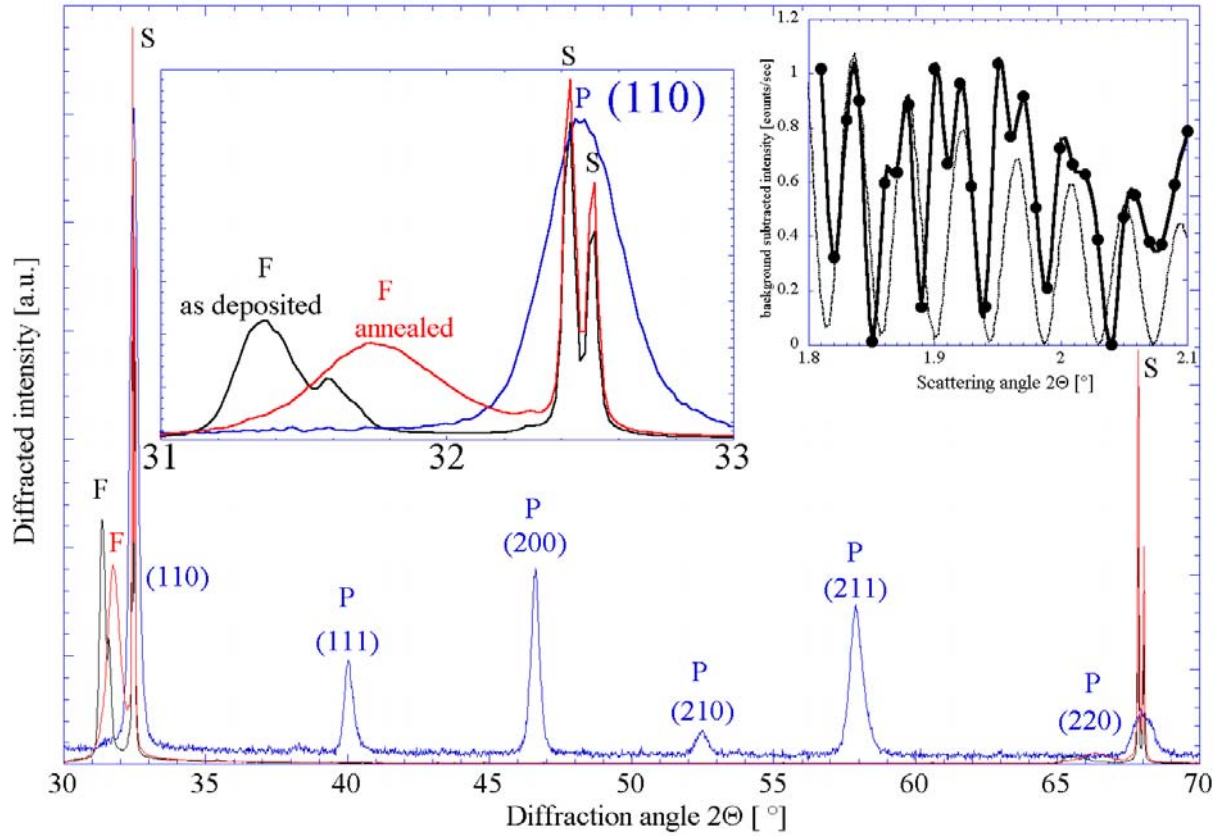 Diffracted intensity [a.u.]
S
F
F
(110)
P
(111)
P
(200)
P
(210)
P
(211)
P
(220)
S
30 35 40 45 50 55 60 65 70
Diffraction angle 2Θ [ °]
S
P (110)
S
F
as deposited
F
annealed
31 32 33
background subtracted intensity [counts/sec]
1.2
1
0.8
0.6
0.4
0.2
0
1.8 1.9 2 2.1
Scattering angle 2Θ [°]